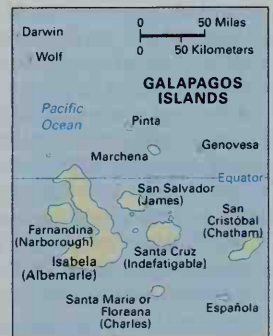 Darwin
Wolf
0 50 Miles
0 50 Kilometers
GALAPAGOS
ISLANDS
Pacific
Ocean
Pinta
Marchena
Genovesa
Equator
San Salvador
(James)
San
Cristóbal
(Chatham)
Fernandina
(Narborough)
Isabela
(Albemarle)
Santa Cruz
(Indefatigable)
Santa Maria or
Floreana
(Charles)
Española